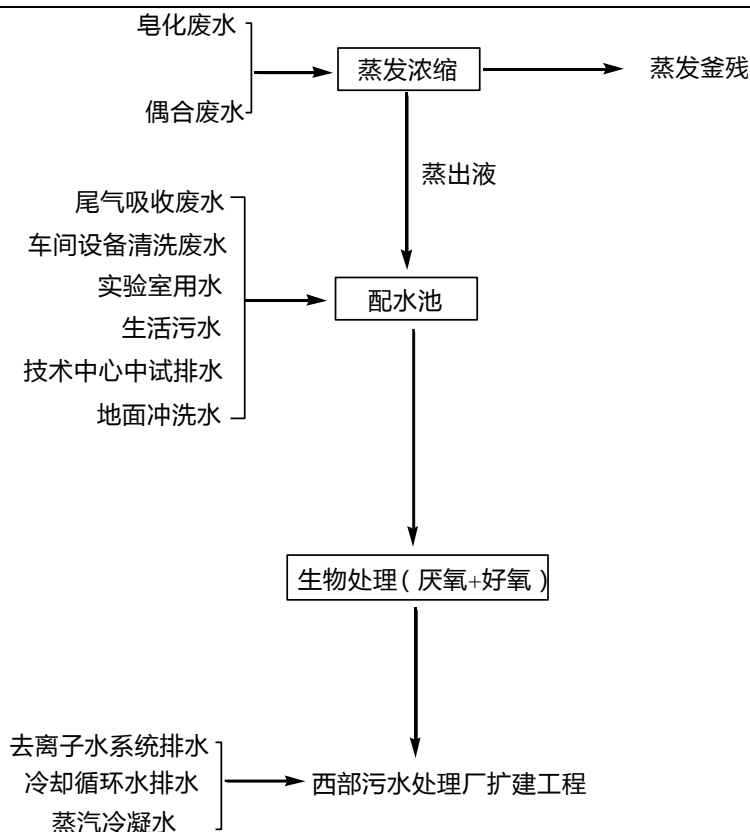 皂化废水
蒸发浓缩
蒸发釜残
偶合废水
蒸出液
尾气吸收废水
车间设备清洗废水
实验室用水
配水池
生活污水
技术中心中试排水
地面冲洗水
生物处理（厌氧+好氧）
去离子水系统排水
冷却循环水排水
西部污水处理厂扩建工程
蒸汽冷凝水